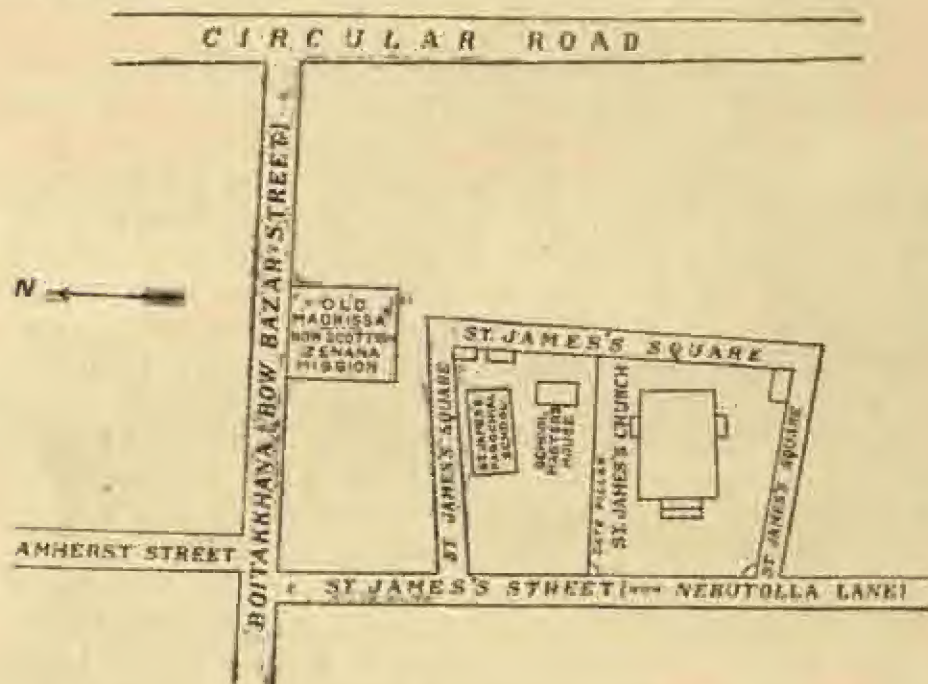 CIRCULAR ROAD
BOITAKKHANA (BOW BAZAR STREET)
N
OLD
MADRISSA
NOW SCOTTISH
ZENANA
MISSION
ST. JAMES'S SQUARE
ST JAMES'S SQUARE
ST. JAMES'S
PAROCHIAL
SCHOOL
SCHOOL
MASTERS
HOUSE
GATE PILLAR
ST. JAMES'S CHURCH
ST JAMES'S SQUARE
AMHERST STREET
ST JAMES'S STREET (NOW NEBUTOLLA LANE)